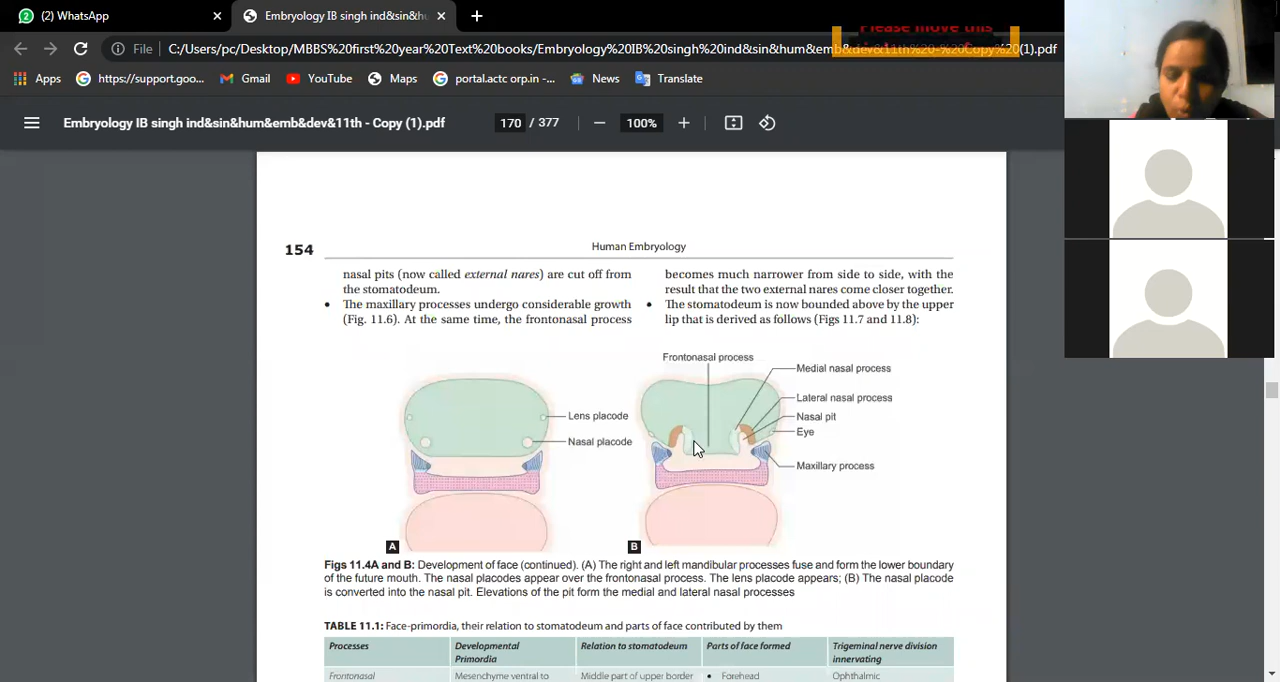 (2) WhatsApp
Embryology IB singh ind&sin&hu
Please move this
File
C:/Users/pc/Desktop/MBBS%20first%20year%20Text%20books/Embryology%20IB%20singh%20ind&sin&hum&emb&dev&11th%20-%20Copy%20(1).pdf
Apps
https://support.goo...
Gmail
YouTube
Maps
portal.actc orp.in -...
News
Translate
Embryology IB singh ind&sin&hum&emb&dev&11th - Copy (1).pdf
170 / 377
100%
154
Human Embryology
nasal pits (now called external nares) are cut off from
the stomatodeum.
• The maxillary processes undergo considerable growth
(Fig. 11.6). At the same time, the frontonasal process
becomes much narrower from side to side, with the
result that the two external nares come closer together.
• The stomatodeum is now bounded above by the upper
lip that is derived as follows (Figs 11.7 and 11.8):
Lens placode
Nasal placode
A
Frontonasal process
Medial nasal process
Lateral nasal process
Nasal pit
Eye
Maxillary process
B
Figs 11.4A and B: Development of face (continued). (A) The right and left mandibular processes fuse and form the lower boundary
of the future mouth. The nasal placodes appear over the frontonasal process. The lens placode appears; (B) The nasal placode
is converted into the nasal pit. Elevations of the pit form the medial and lateral nasal processes
TABLE 11.1: Face-primordia, their relation to stomatodeum and parts of face contributed by them
Processes
Developmental
Primordia
Relation to stomatodeum
Parts of face formed
Trigeminal nerve division
innervating
Frontonasal
Mesenchyme ventral to
Middle part of upper border
• Forehead
Ophthalmic